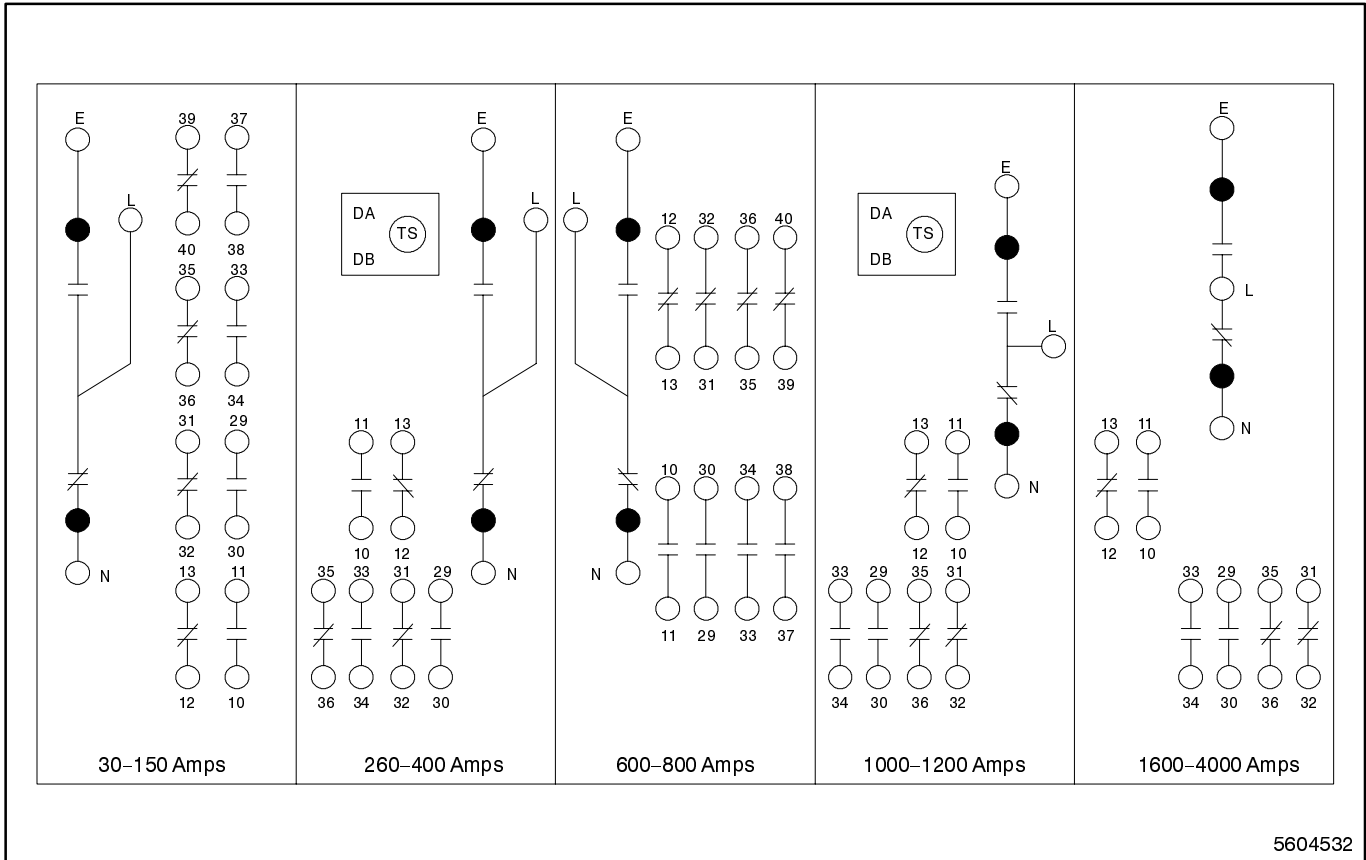 E
39 37
L
40 38
35 33
36 34
31 29
32 30
N
13 11
12 10
30–150 Amps
E
L
DA
TS
DB
11 13
10 12
N
35 33 31 29
36 34 32 30
260–400 Amps
E
L
12 32 36 40
13 31 35 39
10 30 34 38
N
11 29 33 37
600–800 Amps
E
DA
TS
DB
L
13 11
N
12 10
33 29 35 31
34 30 36 32
1000–1200 Amps
E
L
N
13 11
12 10
33 29 35 31
34 30 36 32
1600–4000 Amps
5604532